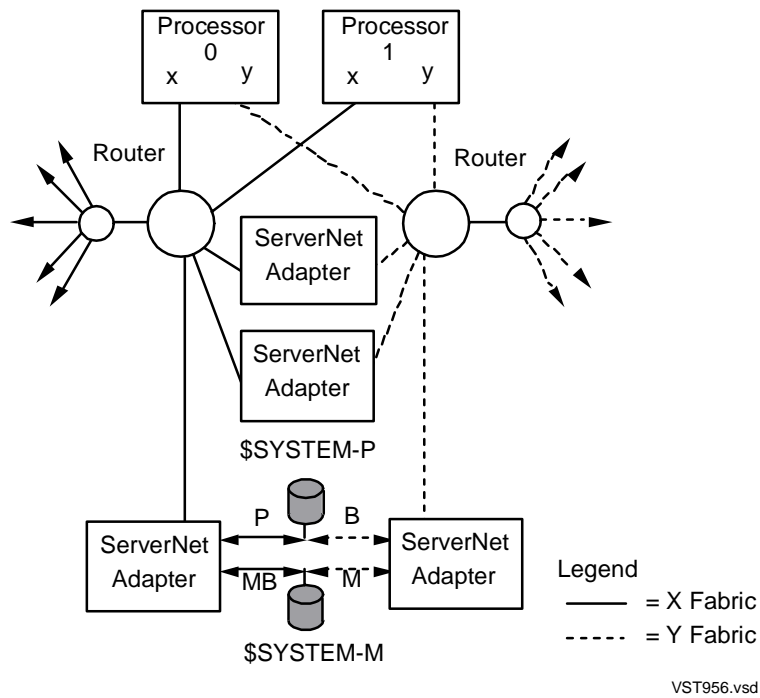 Processor
0
x y
Processor
1
x y
Router
Router
ServerNet
Adapter
ServerNet
Adapter
$SYSTEM-P
P B
ServerNet
Adapter
ServerNet
Adapter
MB M
$SYSTEM-M
Legend
= X Fabric
= Y Fabric
VST956.vsd